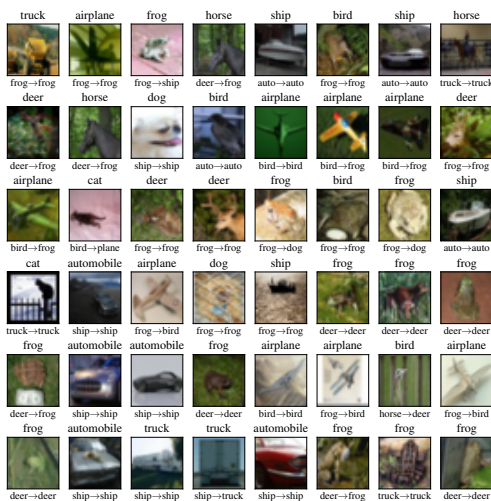 truck airplane frog horse ship bird ship horse
frog→frog frog→frog frog→ship deer→frog auto→auto frog→frog auto→auto truck→truck
deer horse dog bird airplane airplane airplane deer
deer→frog deer→frog ship→ship auto→auto bird→bird bird→frog bird→frog frog→frog
airplane cat deer deer frog bird frog ship
bird→frog bird→plane frog→frog frog→frog frog→dog frog→frog frog→dog auto→auto
cat automobile airplane dog ship frog frog frog
truck→truck ship→ship frog→bird frog→frog frog→frog deer→deer deer→deer deer→deer
frog automobile automobile frog airplane airplane bird airplane
deer→frog ship→ship ship→ship deer→deer bird→bird frog→bird horse→deer frog→bird
frog automobile truck truck automobile frog frog frog
deer→deer ship→ship ship→ship ship→truck ship→ship deer→frog truck→truck deer→deer